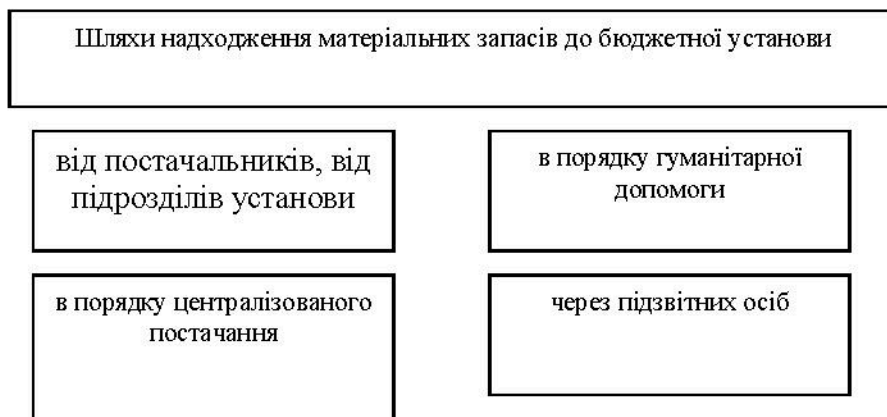 Шляхи надходження матеріальних запасів до бюджетної установи
від постачальників, від
підрозділів установи
в порядку гуманітарної
допомоги
в порядку централізованого
постачання
через підзвітних осіб